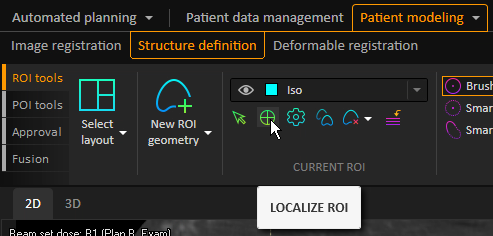 Automated planning Patient data management Patient modeling
Image registration Structure definition Deformable registration
ROI tools
POI tools
Approval
Fusion
Select
layout
New ROI
geometry
Iso
CURRENT ROI
Brush
Smar
Smar
LOCALIZE ROI
2D 3D
Beam set dose: B1 (Plan B, Exam)